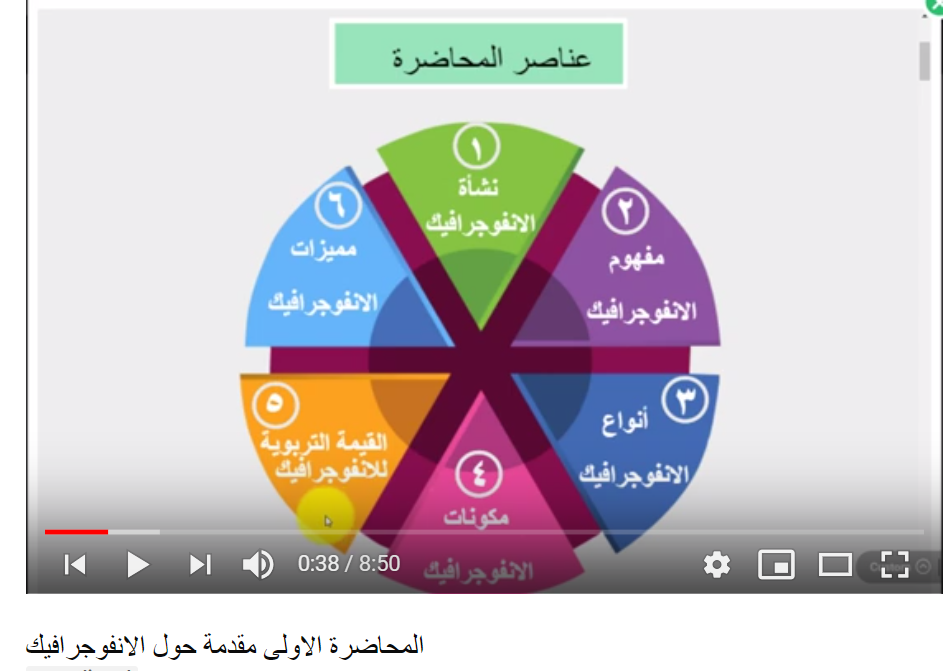 عناصر المحاضرة
١
نشأة
الانفوجرافيك
٢
مفهوم
الانفوجرافيك
٣
أنواع
الانفوجرافيك
٤
مكونات
الانفوجرافيك
٥
القيمة التربوية
للانفوجرافيك
٦
مميزات
الانفوجرافيك
0:38 / 8:50
المحاضرة الاولى مقدمة حول الانفوجرافيك